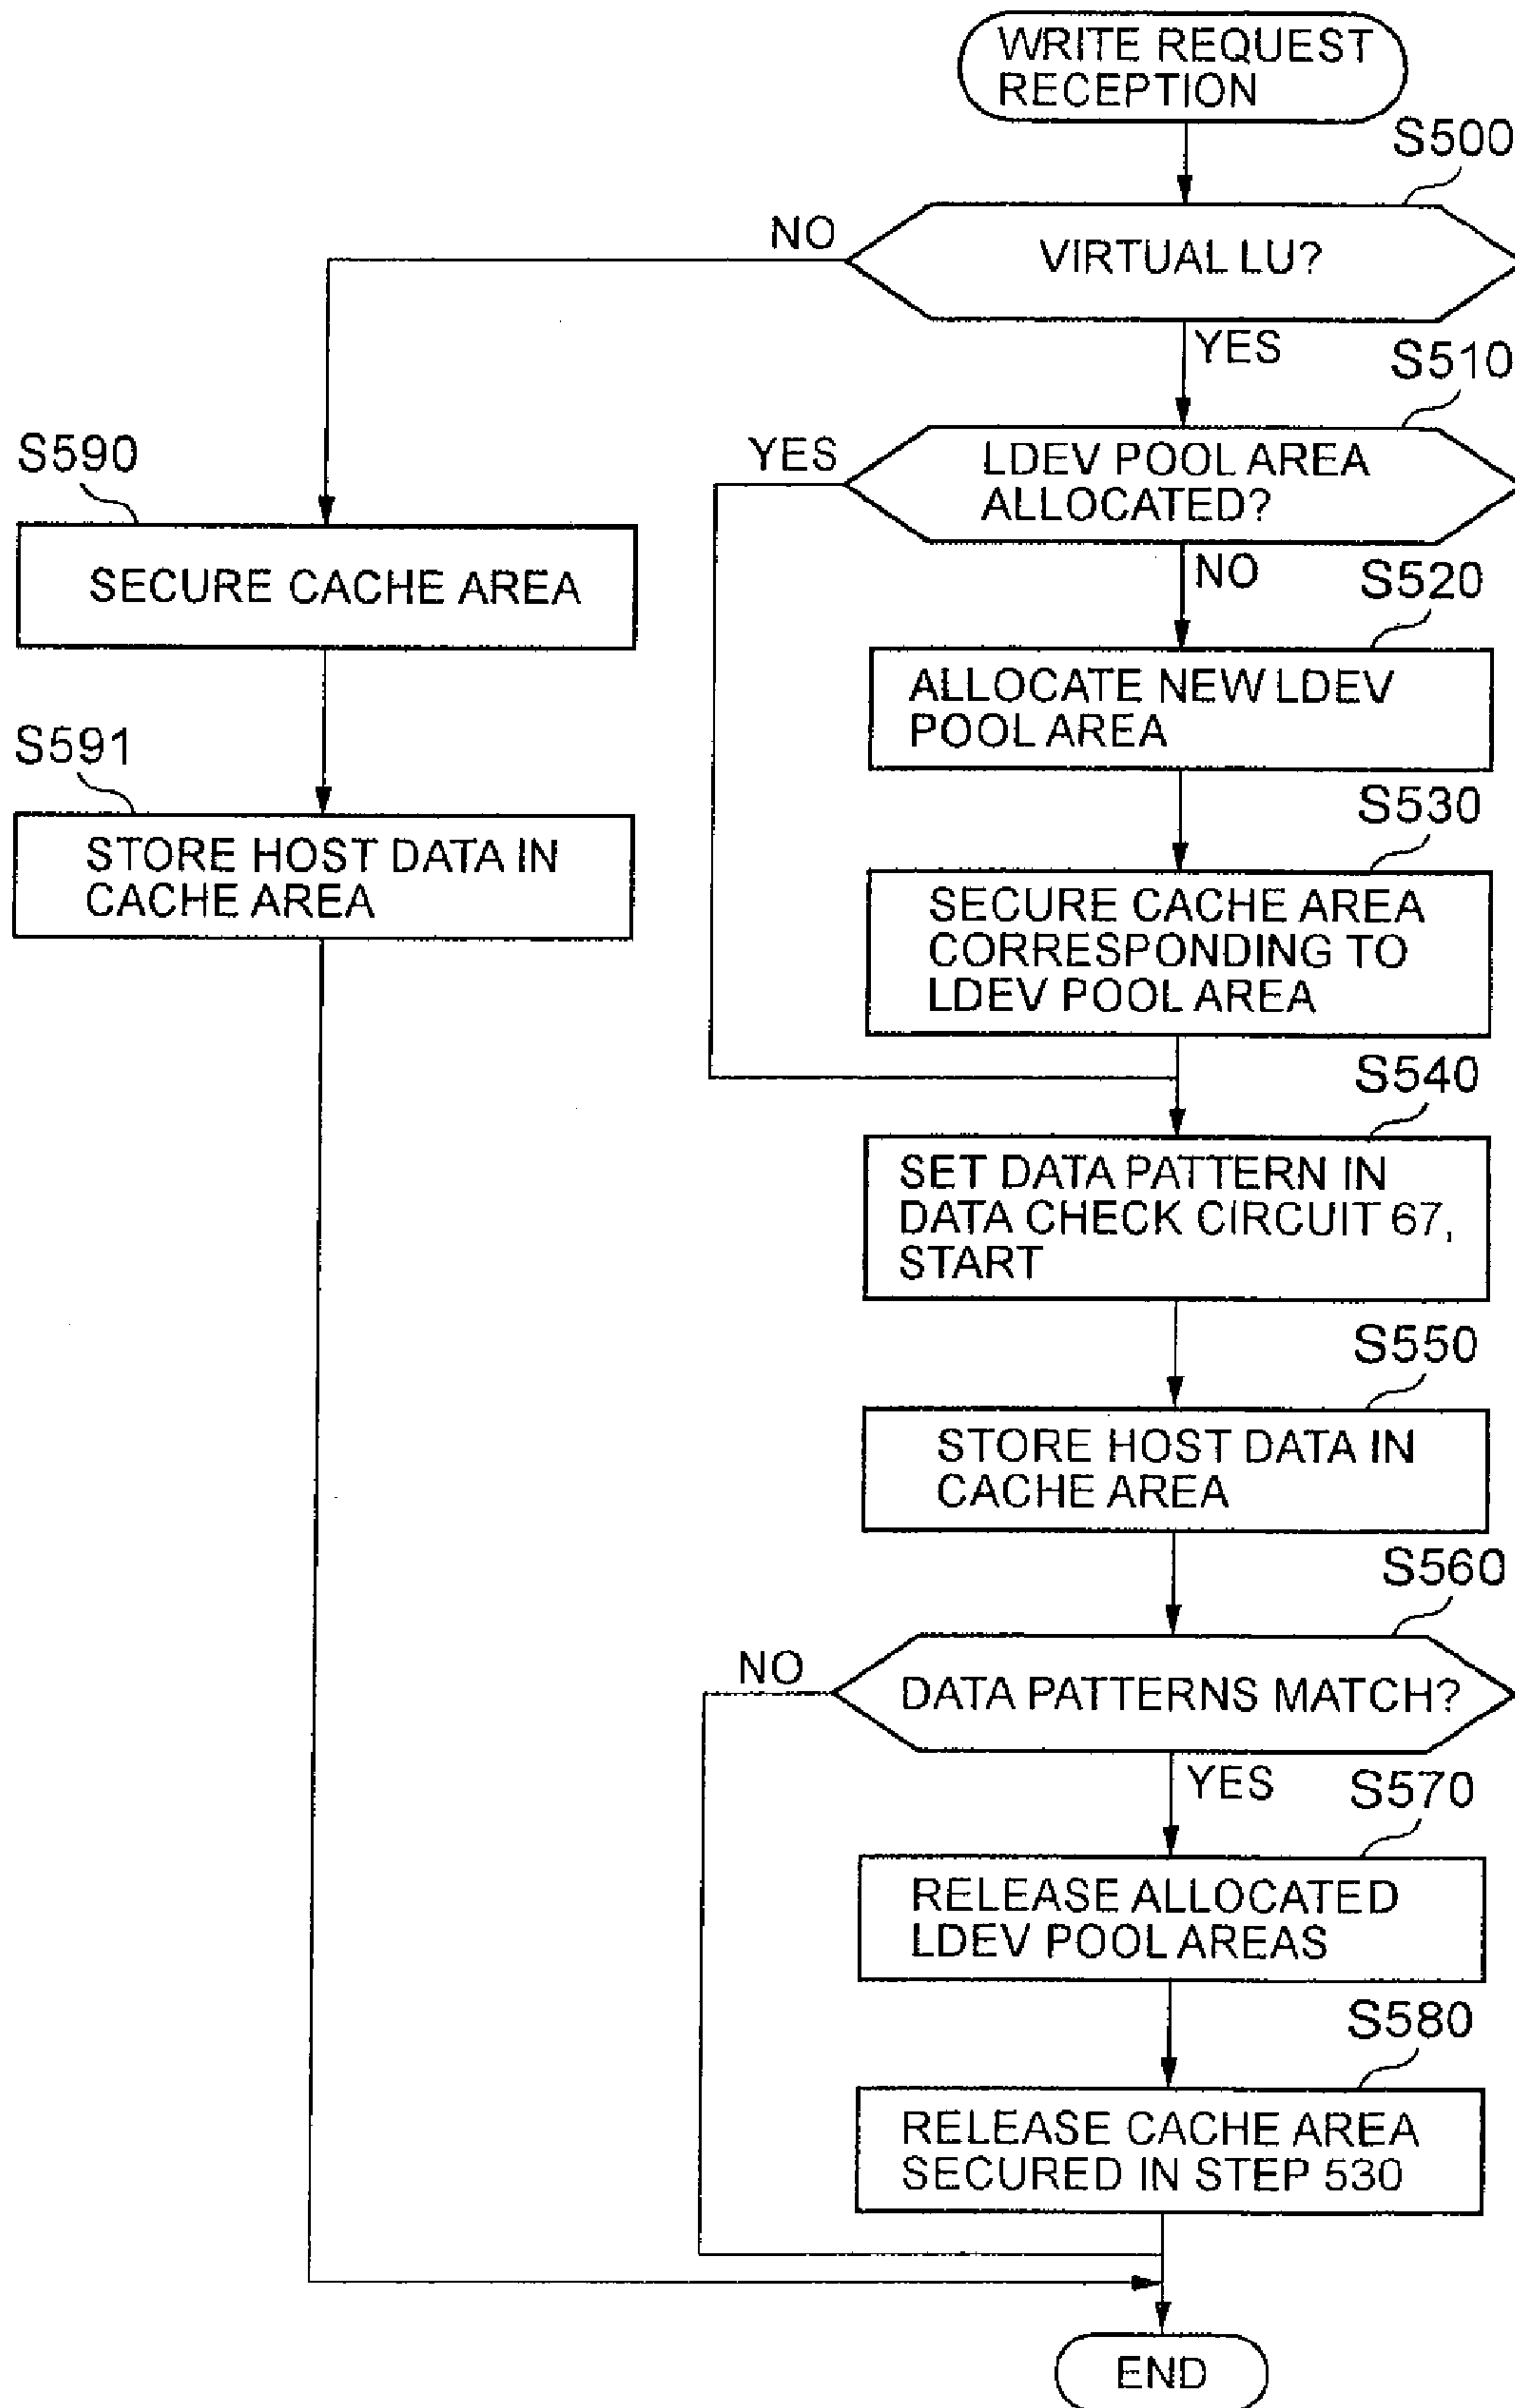 WRITE REQUEST
RECEPTION
S500
NO
VIRTUAL LU?
YES
S510
YES
LDEV POOL AREA
ALLOCATED?
S590
NO
SECURE CACHE AREA
S520
ALLOCATE NEW LDEV
POOL AREA
S591
S530
STORE HOST DATA IN
CACHE AREA
SECURE CACHE AREA
CORRESPONDING TO
LDEV POOL AREA
S540
SET DATA PATTERN IN
DATA CHECK CIRCUIT 67,
START
S550
STORE HOST DATA IN
CACHE AREA
S560
NO
DATA PATTERNS MATCH?
YES
S570
RELEASE ALLOCATED
LDEV POOL AREAS
S580
RELEASE CACHE AREA
SECURED IN STEP 530
END